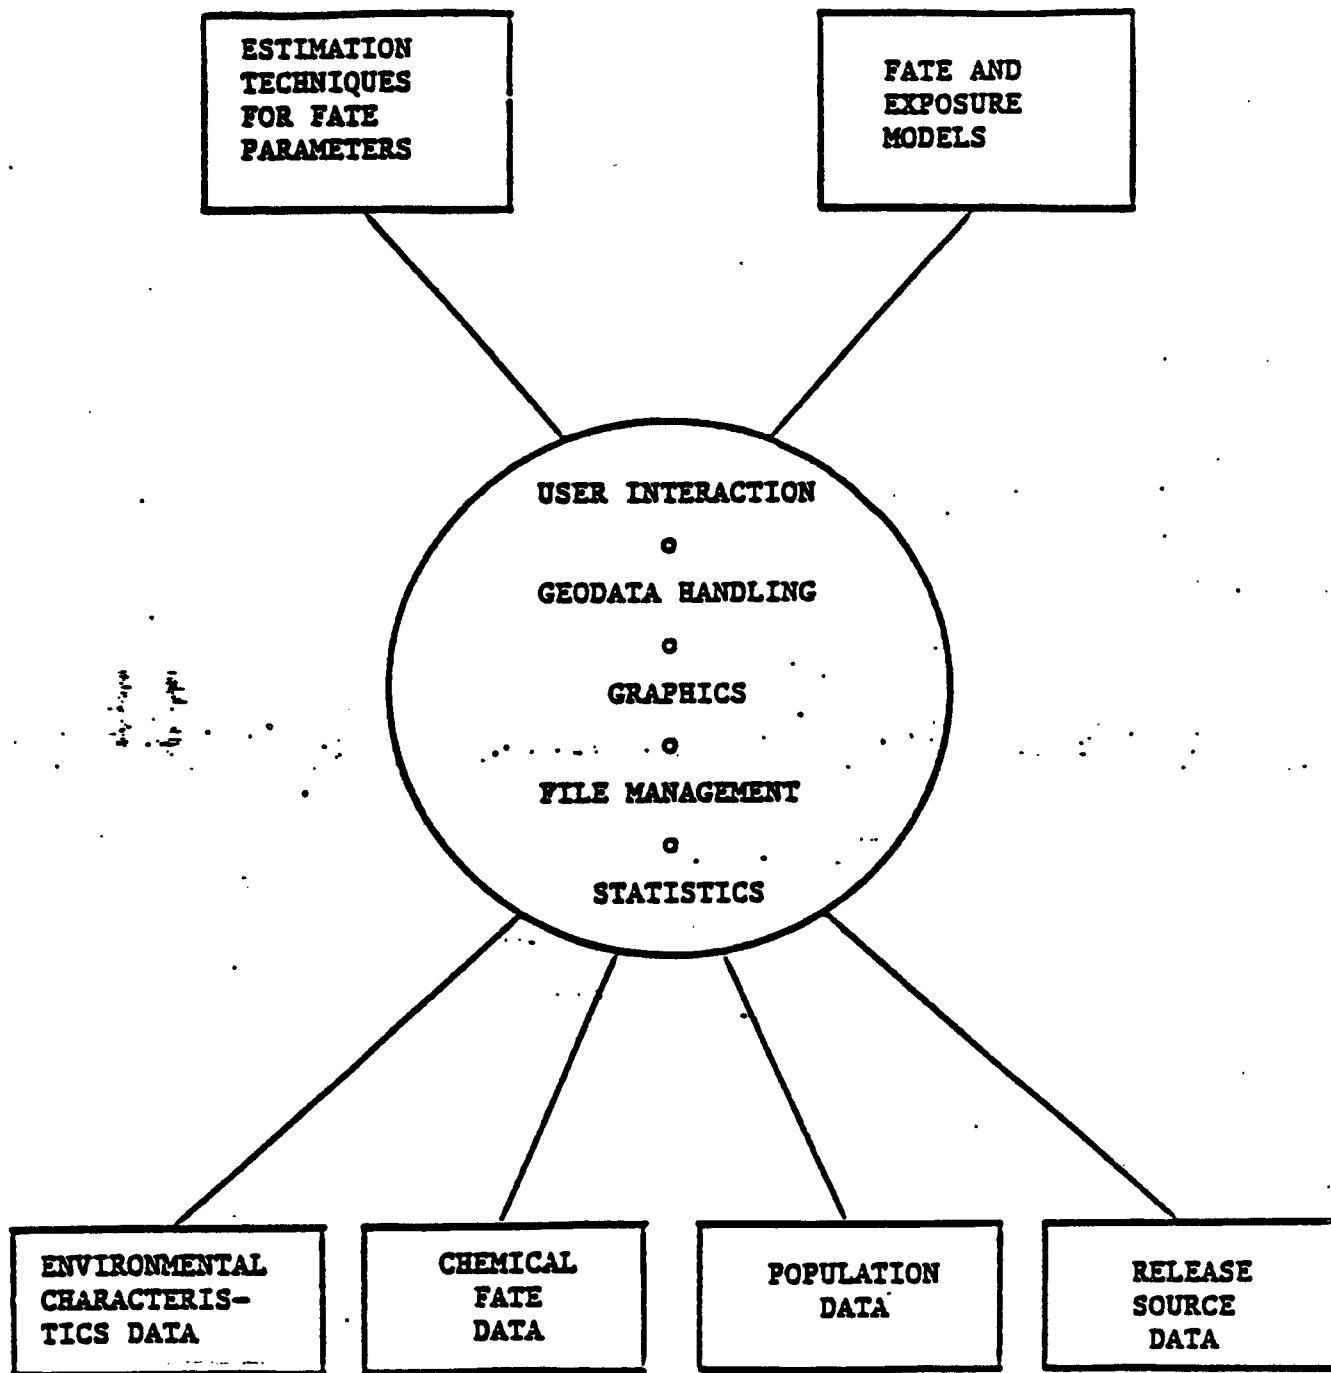 ESTIMATION
TECHNIQUES
FOR FATE
PARAMETERS
FATE AND
EXPOSURE
MODELS
USER INTERACTION
GEODATA HANDLING
GRAPHICS
FILE MANAGEMENT
STATISTICS
ENVIRONMENTAL
CHARACTERIS-
TICS DATA
CHEMICAL
FATE
DATA
POPULATION
DATA
RELEASE
SOURCE
DATA